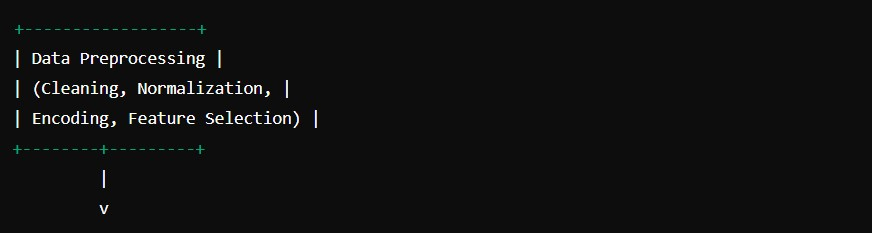 +------------------+
| Data Preprocessing |
| (Cleaning, Normalization, |
| Encoding, Feature Selection) |
+--------+---------+
         |
         v